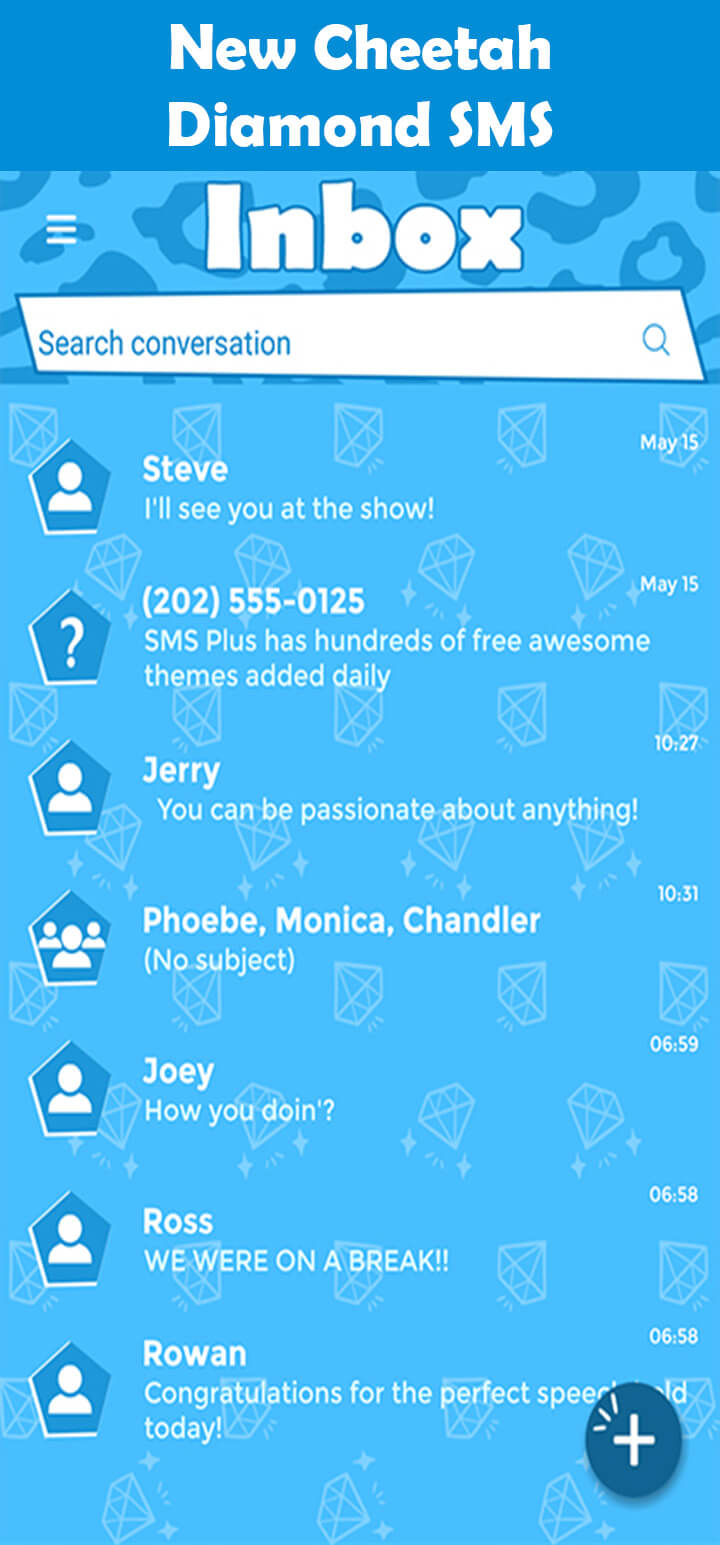 New Cheetah
Diamond SMS
Inbox
Search conversation
May 15
Steve
I'll see you at the show!
May 15
(202) 555-0125
SMS Plus has hundreds of free awesome
themes added daily
10:27
Jerry
You can be passionate about anything!
10:31
Phoebe, Monica, Chandler
(No subject)
06:59
Joey
How you doin'?
06:58
Ross
WE WERE ON A BREAK!!
06:58
Rowan
Congratulations for the perfect speech
today!